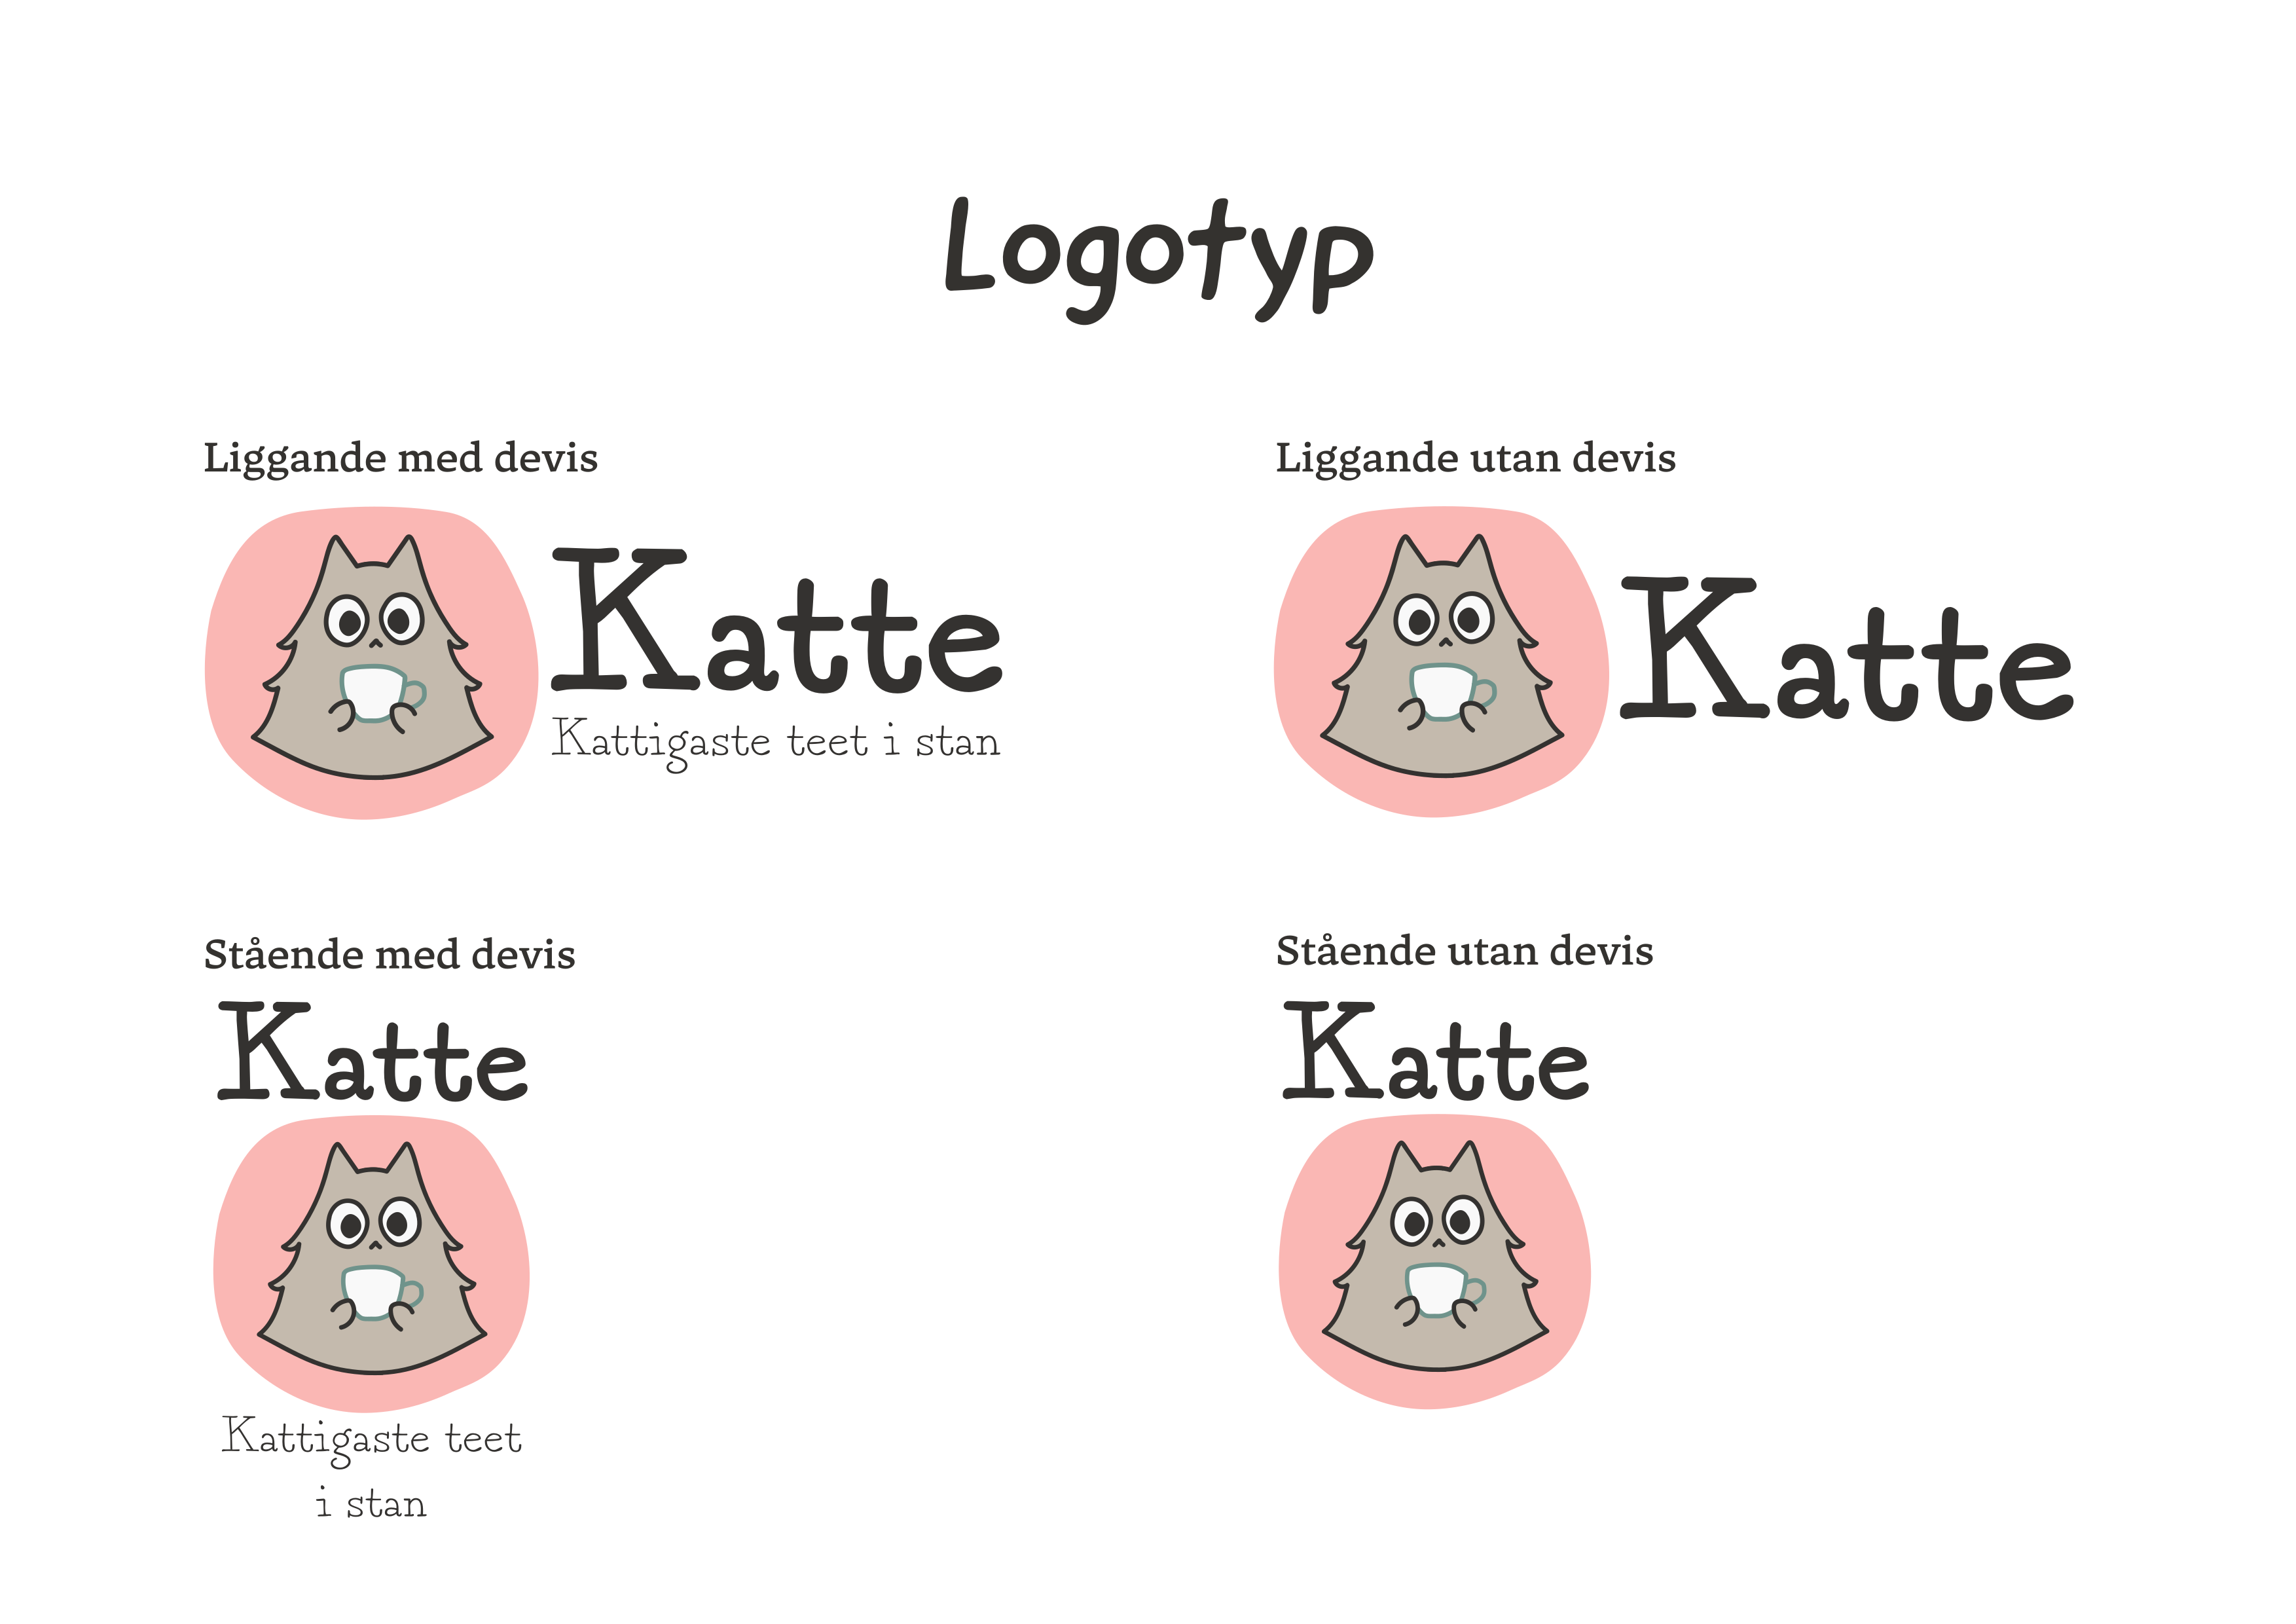 Logotyp
Liggande med devis
Katte
Kattigaste teet i stan
Liggande utan devis
Katte
Stående med devis
Katte
Kattigaste teet
i stan
Stående utan devis
Katte